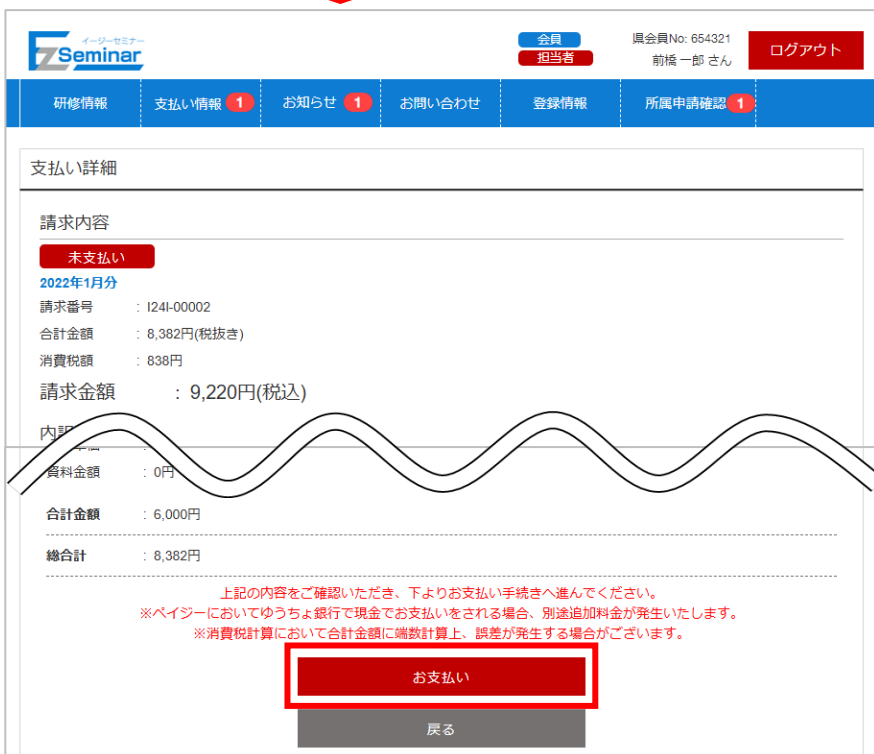 イージーセミナー
EZSeminar
会員
担当者
県会員No: 654321
前橋 一郎 さん
ログアウト
研修情報
支払い情報 1
お知らせ 1
お問い合わせ
登録情報
所属申請確認 1
支払い詳細
請求内容
未支払い
2022年1月分
請求番号 : I24I-00002
合計金額 : 8,382円(税抜き)
消費税額 : 838円
請求金額 : 9,220円(税込)
資料金額 : 0円
合計金額 : 6,000円
総合計 : 8,382円
上記の内容をご確認いただき、下よりお支払い手続きへ進んでください。
※ペイジーにおいてゆうちょ銀行で現金でお支払いをされる場合、別途追加料金が発生いたします。
※消費税計算において合計金額に端数計算上、誤差が発生する場合がございます。
お支払い
戻る